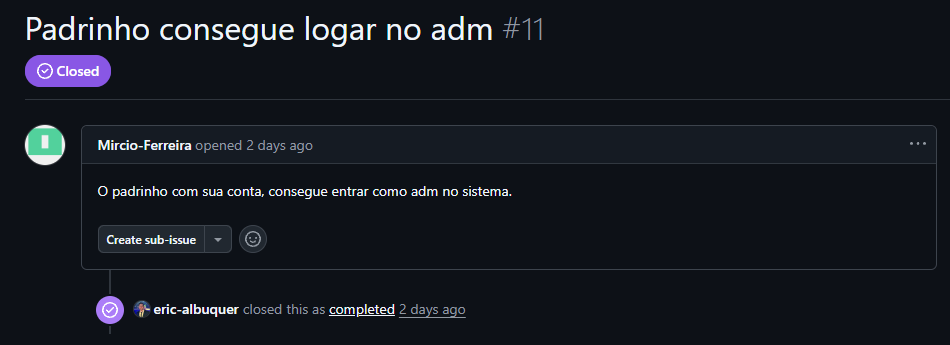 Padrinho consegue logar no adm #11
Closed
Mircio-Ferreira opened 2 days ago
O padrinho com sua conta, consegue entrar como adm no sistema.
Create sub-issue
eric-albuquer closed this as completed 2 days ago